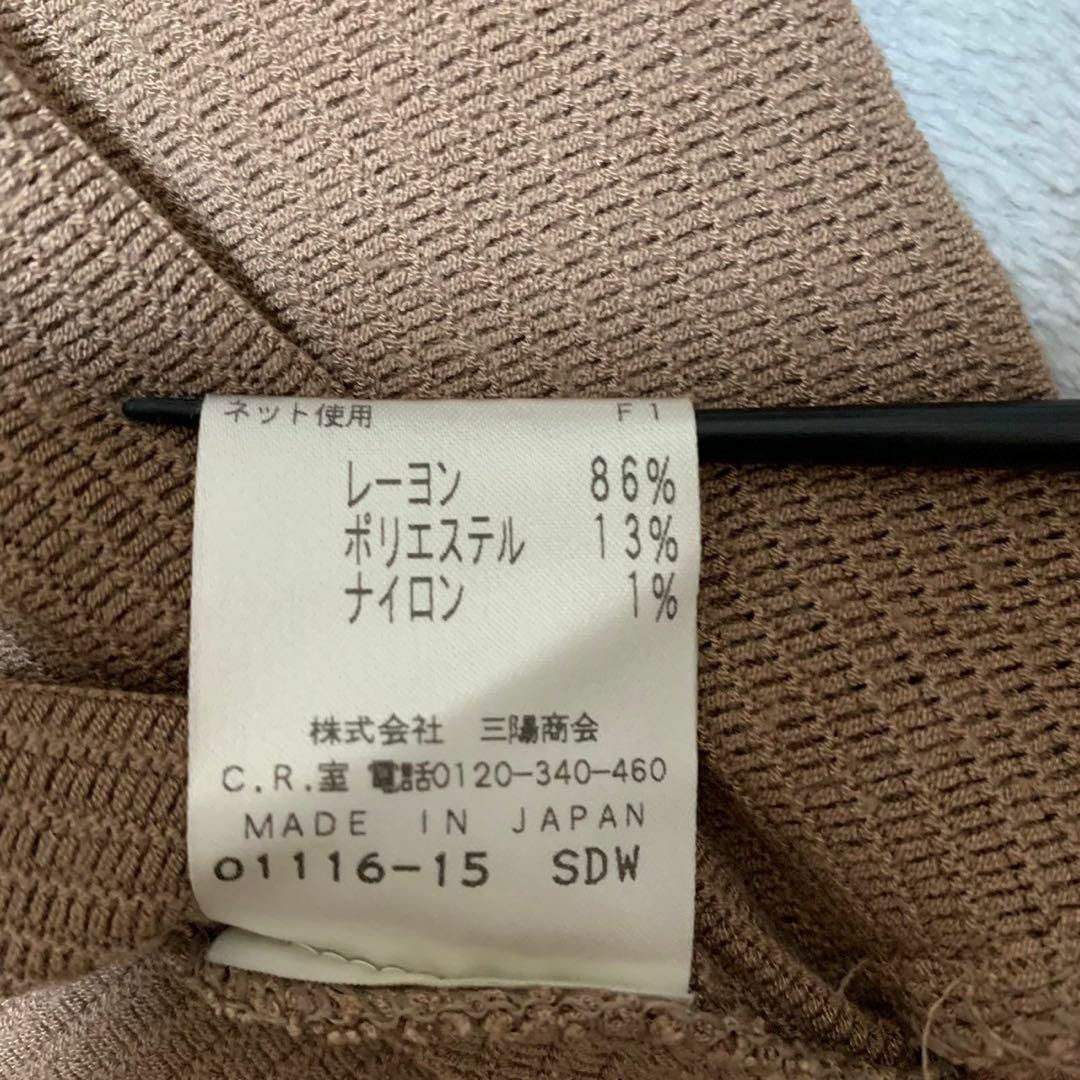 ネット使用 F1
レーヨン 86%
ポリエステル 13%
ナイロン 1%
株式会社 三陽商会
C.R.室 電話0120-340-460
MADE IN JAPAN
01116-15 SDW